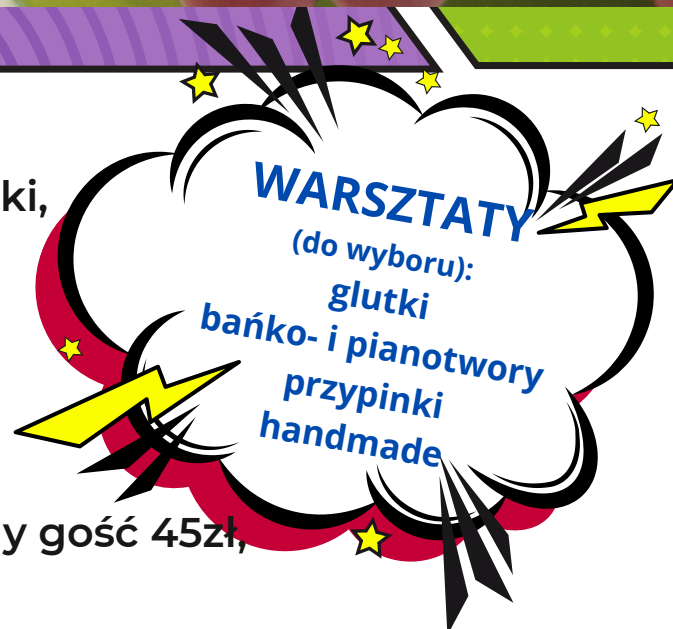 ki,
WARSZTATY
(do wyboru):
glutki
bańko- i pianotwory
przypinki
handmade
y gość 45zł,